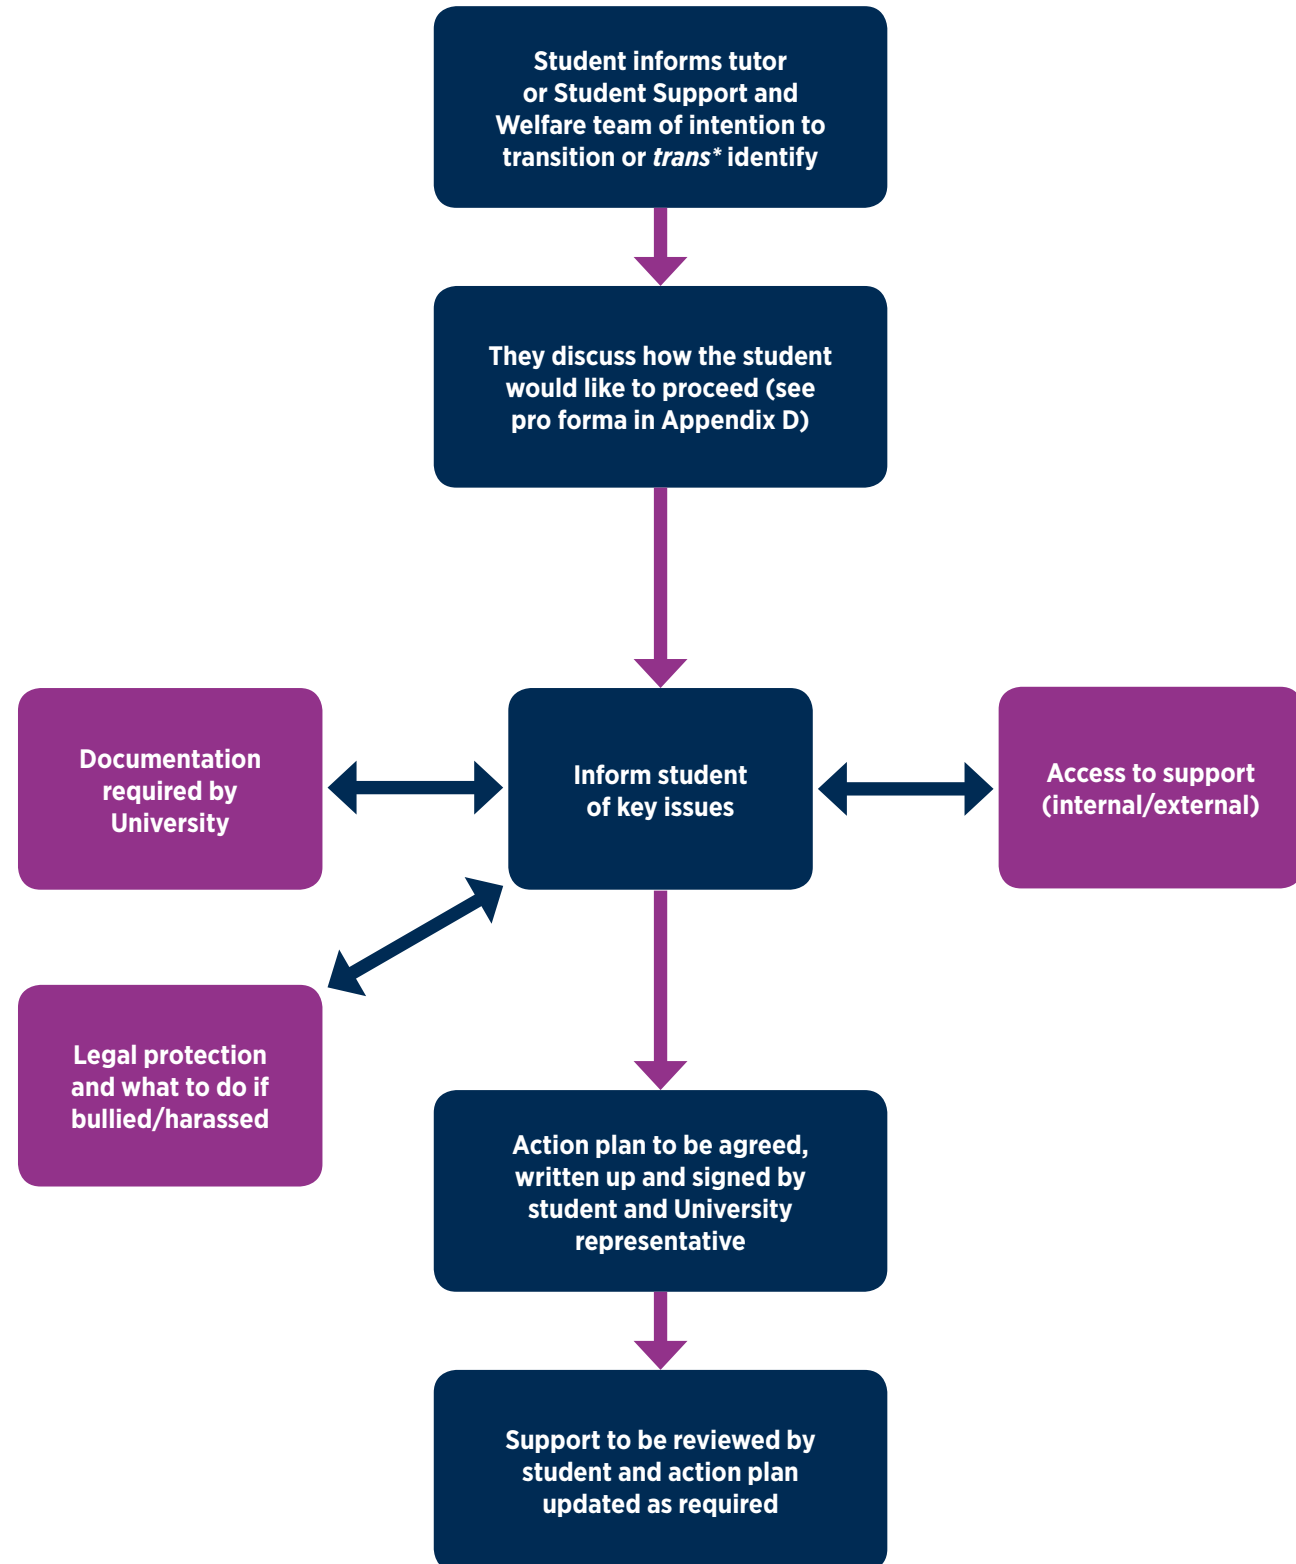 Student informs tutor
or Student Support and
Welfare team of intention to
transition or trans* identify
They discuss how the student
would like to proceed (see
pro forma in Appendix D)
Documentation
required by
University
Inform student
of key issues
Access to support
(internal/external)
Legal protection
and what to do if
bullied/harassed
Action plan to be agreed,
written up and signed by
student and University
representative
Support to be reviewed by
student and action plan
updated as required